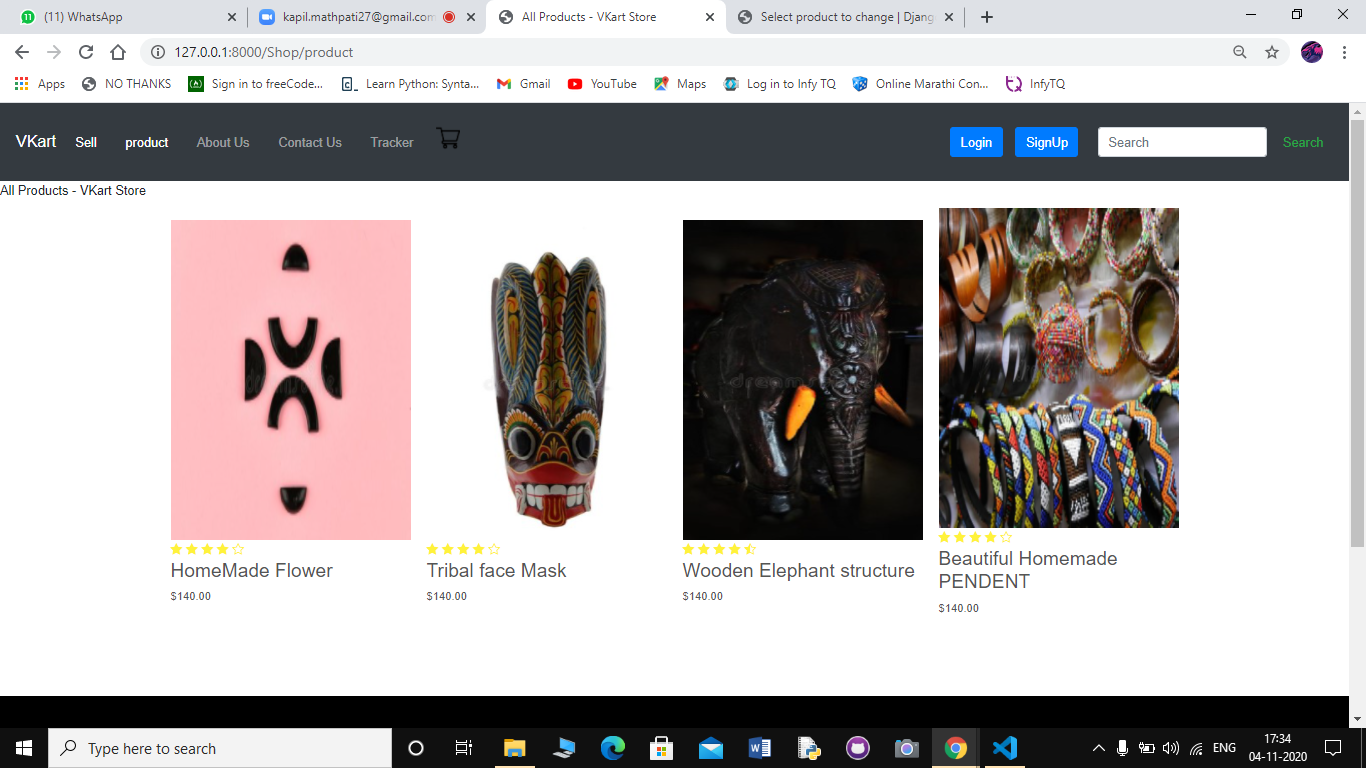 (11) WhatsApp
kapil.mathpati27@gmail.com
All Products - VKart Store
Select product to change | Djang
127.0.0.1:8000/Shop/product
Apps
NO THANKS
Sign in to freeCode...
Learn Python: Synta...
Gmail
YouTube
Maps
Log in to Infy TQ
Online Marathi Con...
InfyTQ
VKart
Sell
product
About Us
Contact Us
Tracker
Login
SignUp
Search
Search
All Products - VKart Store
HomeMade Flower
$140.00
Tribal face Mask
$140.00
Wooden Elephant structure
$140.00
Beautiful Homemade
PENDENT
$140.00
Type here to search
ENG
17:34
04-11-2020